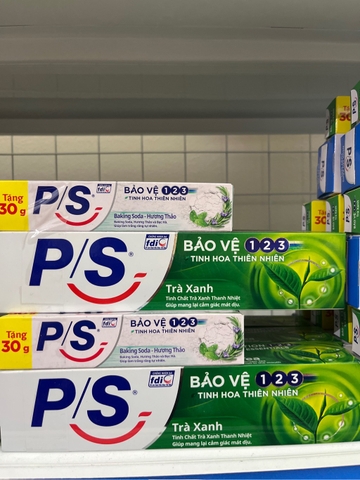 Tặng
30g
P/S
fdi
BẢO VỆ 123
TINH HOA THIÊN NHIÊN
Baking Soda - Hương Thảo
P/S
fdi
BẢO VỆ 123
TINH HOA THIÊN NHIÊN
Trà Xanh
Tinh Chất Trà Xanh Thanh Nhiệt
Giúp mang lại cảm giác mát dịu.
Tặng
30g
P/S
fdi
BẢO VỆ 123
TINH HOA THIÊN NHIÊN
Baking Soda - Hương Thảo
P/S
fdi
BẢO VỆ 123
TINH HOA THIÊN NHIÊN
Trà Xanh
Tinh Chất Trà Xanh Thanh Nhiệt
Giúp mang lại cảm giác mát dịu.